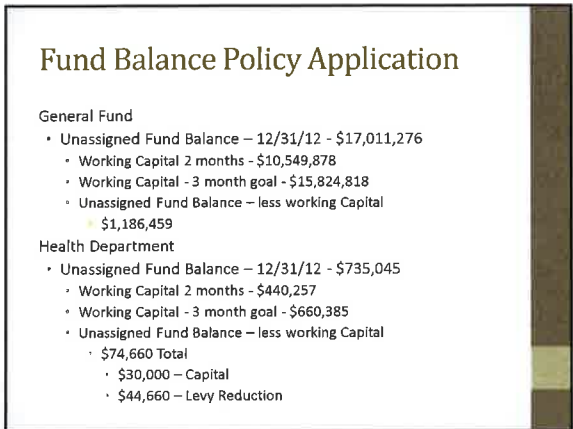 Fund Balance Policy Application
General Fund
• Unassigned Fund Balance – 12/31/12 - $17,011,276
• Working Capital 2 months - $10,549,878
• Working Capital - 3 month goal - $15,824,818
• Unassigned Fund Balance – less working Capital
• $1,186,459
Health Department
• Unassigned Fund Balance – 12/31/12 - $735,045
• Working Capital 2 months - $440,257
• Working Capital - 3 month goal - $660,385
• Unassigned Fund Balance – less working Capital
• $74,660 Total
• $30,000 – Capital
• $44,660 – Levy Reduction